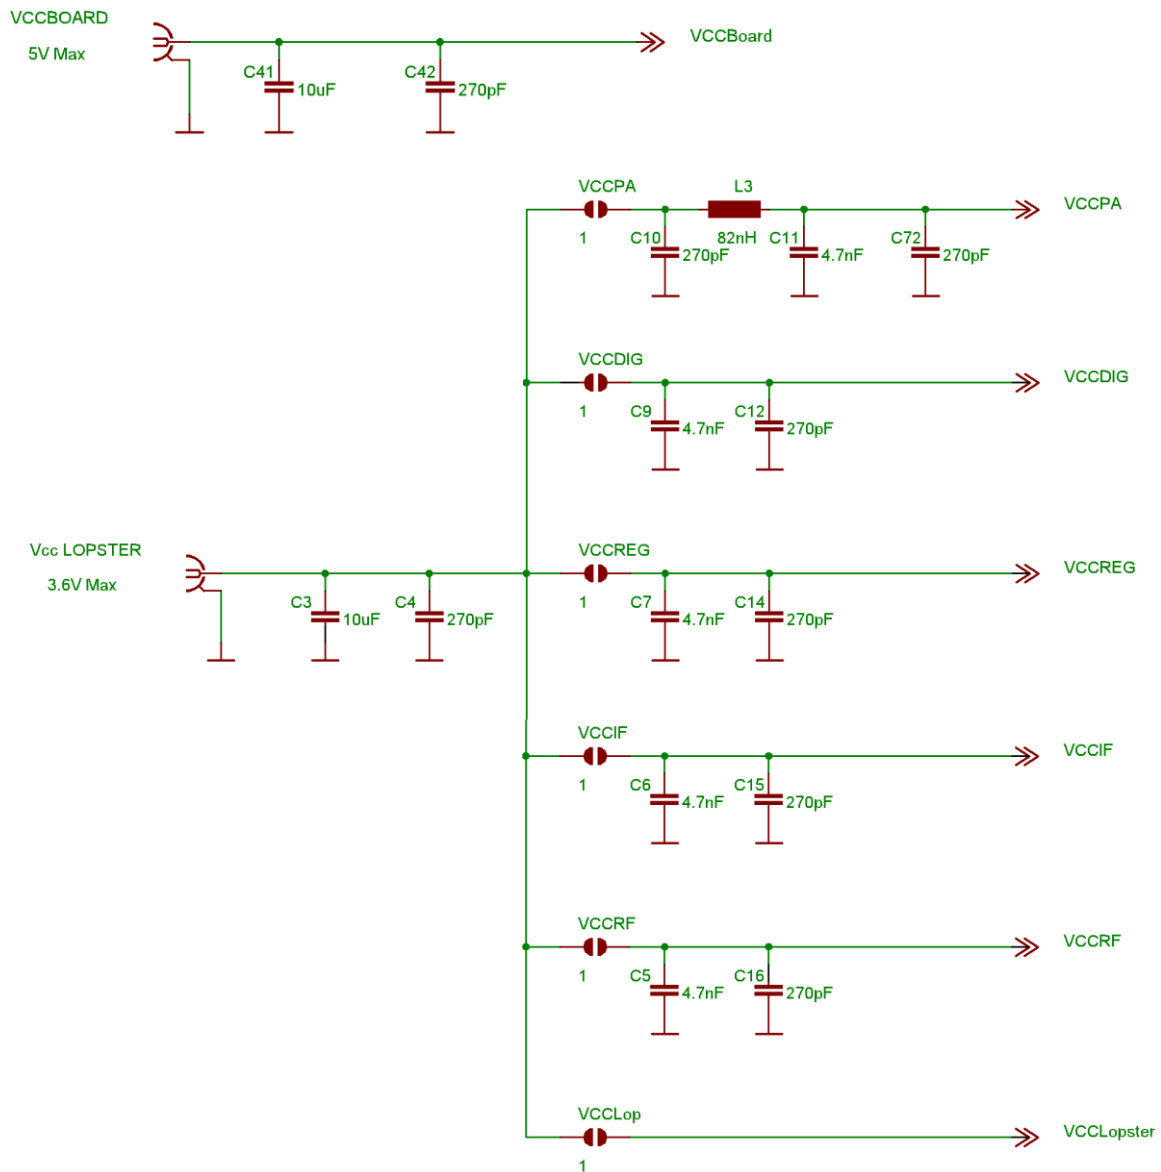 VCCBOARD
5V Max
VCCBoard
C41
10uF
C42
270pF
VCCPA
L3
VCCPA
1
C10
270pF
82nH
C11
4.7nF
C72
270pF
VCCDIG
VCCDIG
1
C9
4.7nF
C12
270pF
Vcc LOPSTER
3.6V Max
VCCREG
VCCREG
C3
10uF
C4
270pF
1
C7
4.7nF
C14
270pF
VCCIF
VCCIF
1
C6
4.7nF
C15
270pF
VCCRF
VCCRF
1
C5
4.7nF
C16
270pF
VCCLop
VCCLopster
1